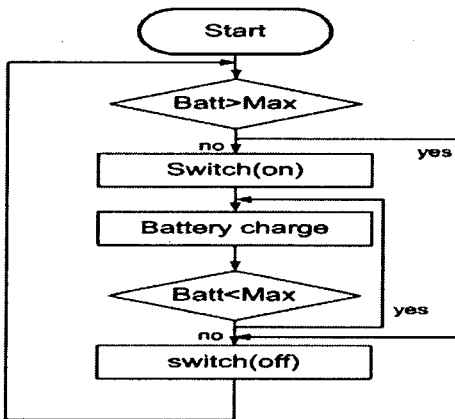 Start
Batt>Max
no
yes
Switch(on)
Battery charge
Batt<Max
yes
no
switch(off)